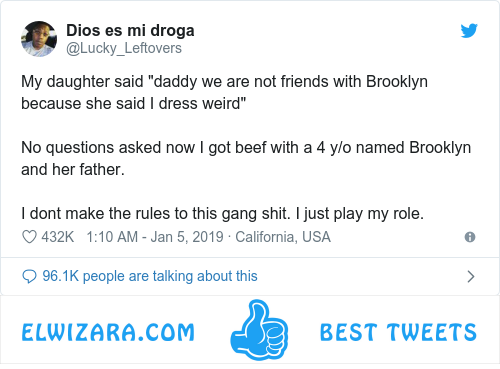 Dios es mi droga
@Lucky_Leftovers
My daughter said "daddy we are not friends with Brooklyn
because she said I dress weird"
No questions asked now I got beef with a 4 y/o named Brooklyn
and her father.
I dont make the rules to this gang shit. I just play my role.
432K 1:10 AM - Jan 5, 2019 · California, USA
96.1K people are talking about this
ELWIZARA.COM BEST TWEETS